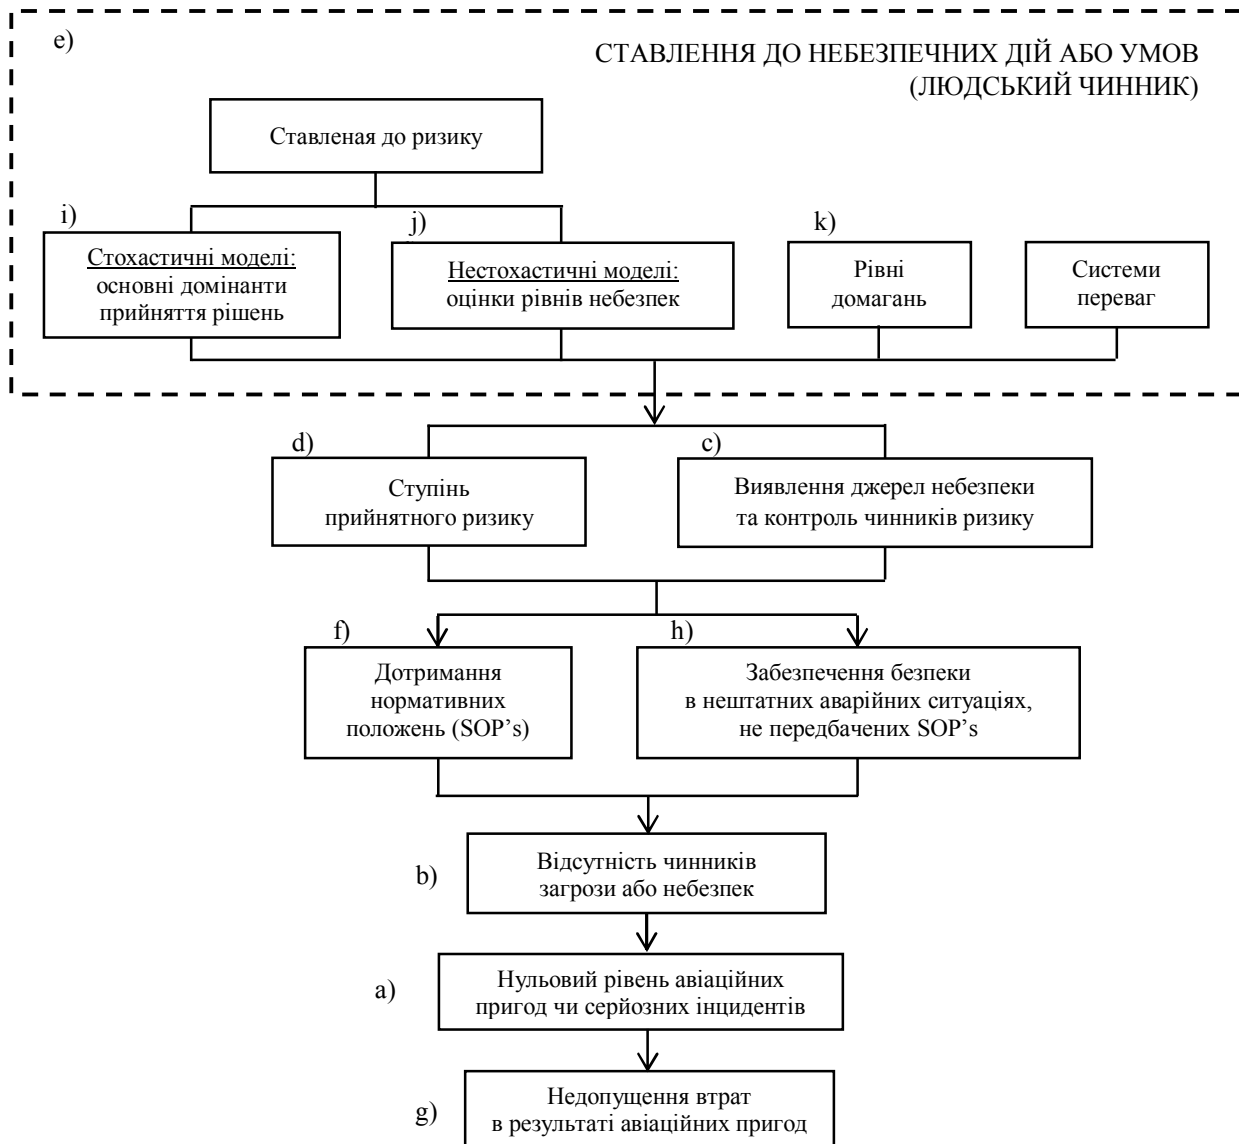 e)
СТАВЛЕННЯ ДО НЕБЕЗПЕЧНИХ ДІЙ АБО УМОВ
(ЛЮДСЬКИЙ ЧИННИК)
Ставленая до ризику
i)
Стохастичні моделі:
основні домінанти
прийняття рішень
j)
Нестохастичні моделі:
оцінки рівнів небезпек
k)
Рівні
домагань
Системи
переваг
d)
Ступінь
прийнятного ризику
c)
Виявлення джерел небезпеки
та контроль чинників ризику
f)
Дотримання
нормативних
положень (SOP’s)
h)
Забезпечення безпеки
в нештатних аварійних ситуаціях,
не передбачених SOP’s
b)
Відсутність чинників
загрози або небезпек
a)
Нульовий рівень авіаційних
пригод чи серйозних інцидентів
g)
Недопущення втрат
в результаті авіаційних пригод